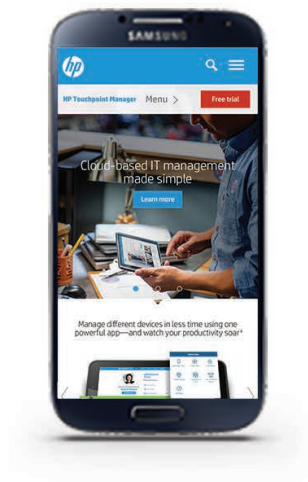 SAMSUNG
hp
HP Touchpoint Manager Menu > Free trial
Cloud-based IT management
made simple
Learn more
Manage different devices in less time using one
powerful app—and watch your productivity soar⁴